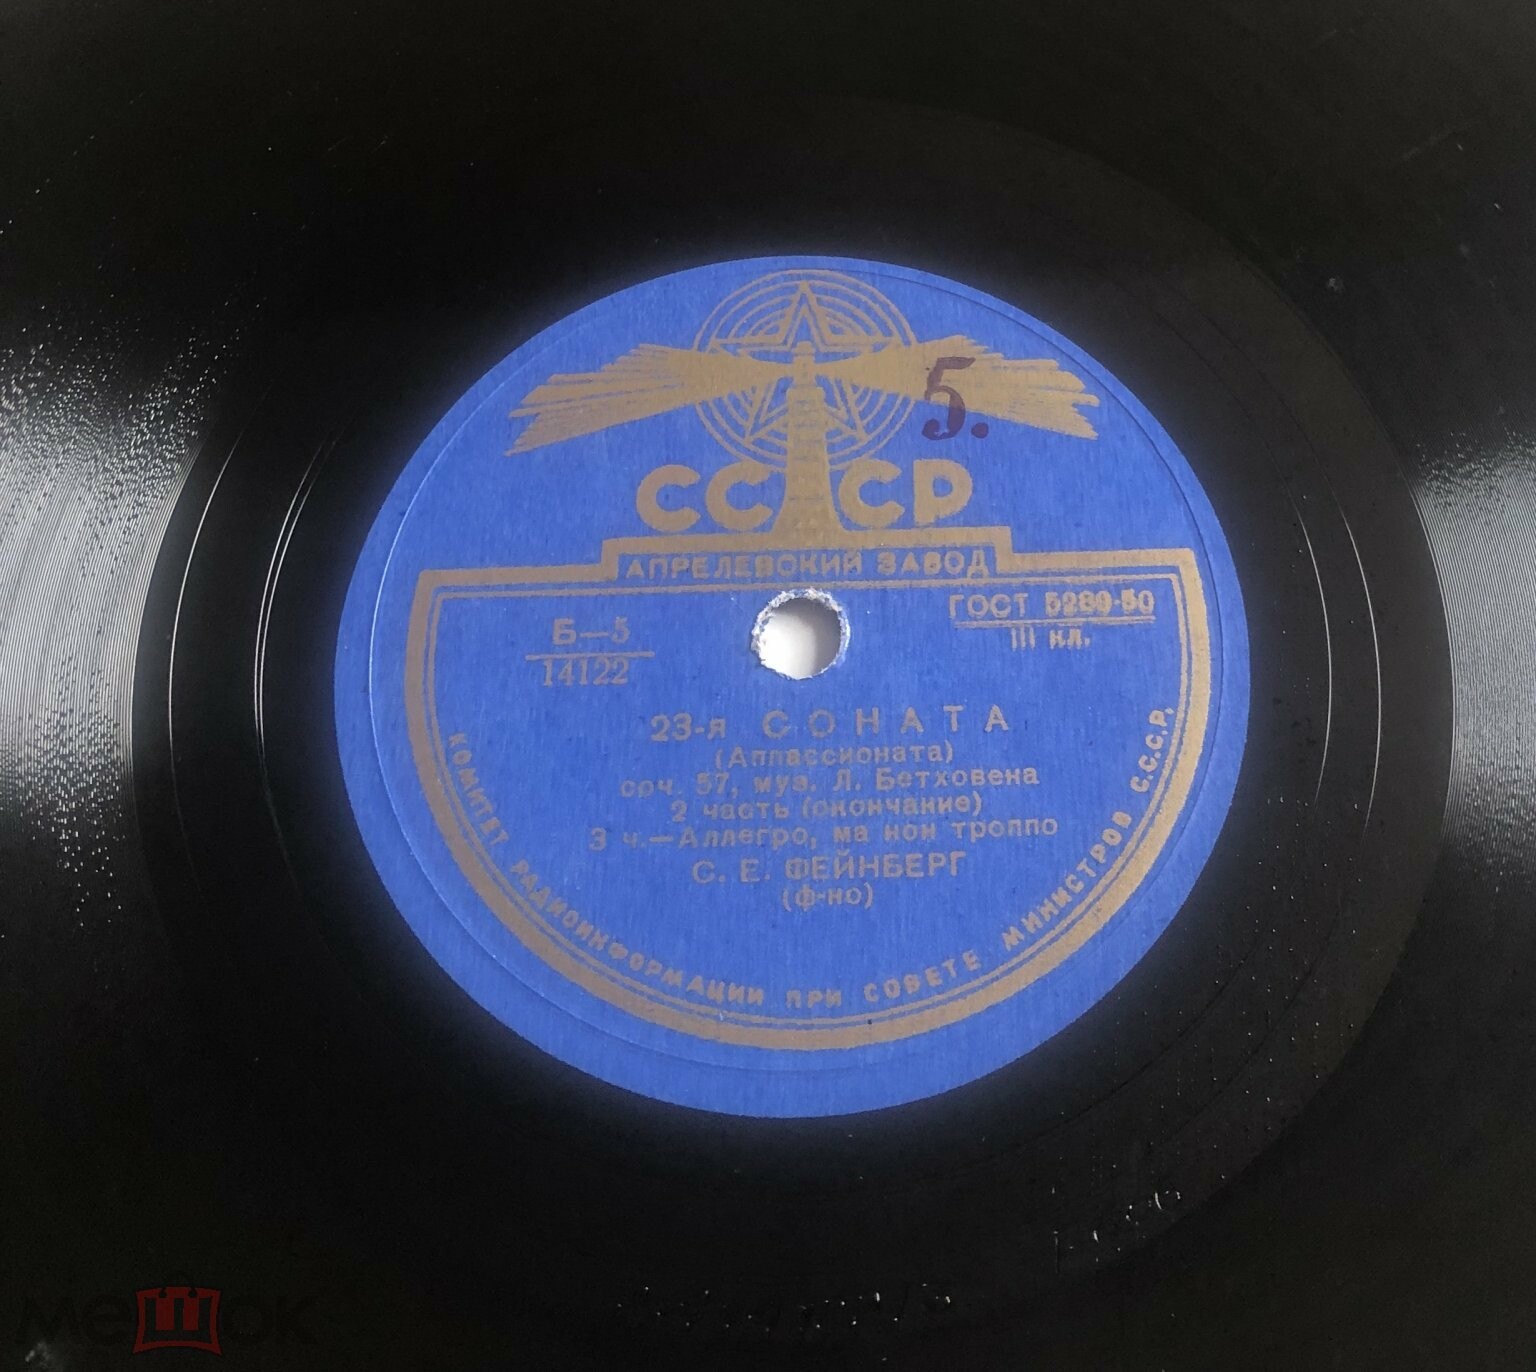 5.
СССР
АПРЕЛЕВСКИЙ ЗАВОД
ГОСТ 5289-50
III кл.
Б—5
14122
23-я СОНАТА
(Аппассионата)
соч. 57, муз. Л. Бетховена
2 часть (окончание)
3 ч.—Аллегро, ма нон троппо
С. Е. ФЕЙНБЕРГ
(ф-но)
КОМИТЕТ РАДИОИНФОРМАЦИИ ПРИ СОВЕТЕ МИНИСТРОВ С.С.С.Р.
мешок